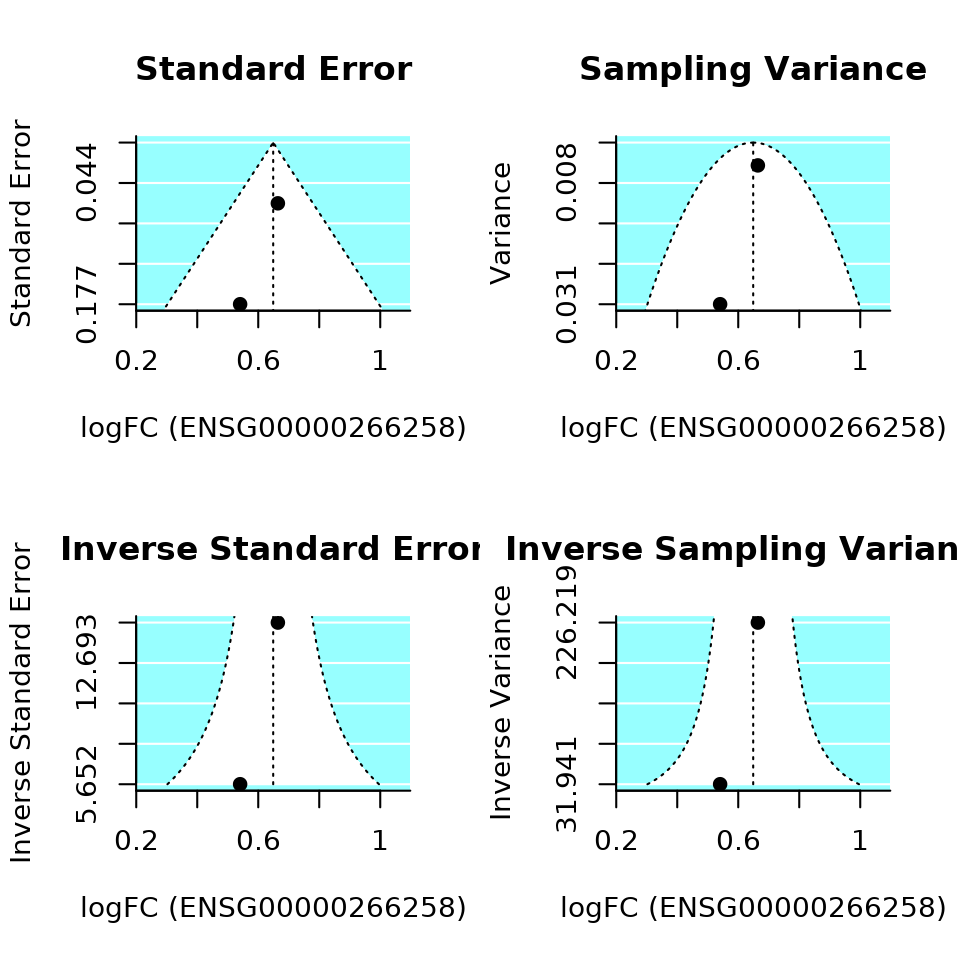 Standard Error
Standard Error
0.044
0.177
0.2 0.6 1
logFC (ENSG00000266258)
Sampling Variance
Variance
0.008
0.031
0.2 0.6 1
logFC (ENSG00000266258)
Inverse Standard Error
Inverse Standard Error
12.693
5.652
0.2 0.6 1
logFC (ENSG00000266258)
Inverse Sampling Varian
Inverse Variance
226.219
31.941
0.2 0.6 1
logFC (ENSG00000266258)